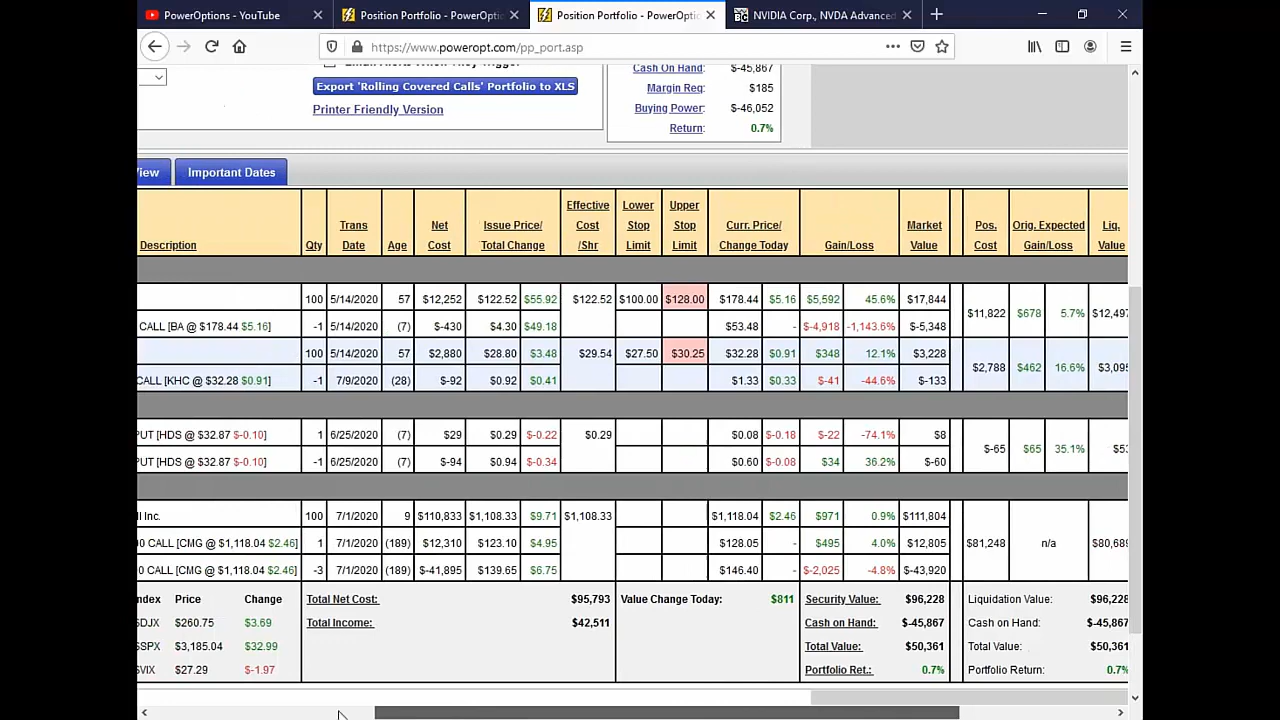 PowerOptions - YouTube
Position Portfolio - PowerOptic
Position Portfolio - PowerOptic
NVIDIA Corp., NVDA Advanced
https://www.poweropt.com/pp_port.asp
Email Alerts When They Trigger
Export 'Rolling Covered Calls' Portfolio to XLS
Printer Friendly Version
Cash On Hand: $-45,867
Margin Req: $185
Buying Power: $-46,052
Return: 0.7%
View Important Dates
Description Qty Trans Date Age Net Cost Issue Price/ Total Change Effective Cost /Shr Lower Stop Limit Upper Stop Limit Curr. Price/ Change Today Gain/Loss Market Value Pos. Cost Orig. Expected Gain/Loss Liq. Value
100 5/14/2020 57 $12,252 $122.52 $55.92 $122.52 $100.00 $128.00 $178.44 $5.16 $5,592 45.6% $17,844 $11,822 $678 5.7% $12,497
CALL [BA @ $178.44 $5.16] -1 5/14/2020 (7) $-430 $4.30 $49.18 $53.48 - $-4,918 -1,143.6% $-5,348
100 5/14/2020 57 $2,880 $28.80 $3.48 $29.54 $27.50 $30.25 $32.28 $0.91 $348 12.1% $3,228 $2,788 $462 16.6% $3,095
CALL [KHC @ $32.28 $0.91] -1 7/9/2020 (28) $-92 $0.92 $0.41 $1.33 $0.33 $-41 -44.6% $-133
PUT [HDS @ $32.87 $-0.10] 1 6/25/2020 (7) $29 $0.29 $-0.22 $0.29 $0.08 $-0.18 $-22 -74.1% $8 $-65 $65 35.1% $53
PUT [HDS @ $32.87 $-0.10] -1 6/25/2020 (7) $-94 $0.94 $-0.34 $0.60 $-0.08 $34 36.2% $-60
ll Inc. 100 7/1/2020 9 $110,833 $1,108.33 $9.71 $1,108.33 $1,118.04 $2.46 $971 0.9% $111,804 $81,248 n/a $80,689
0 CALL [CMG @ $1,118.04 $2.46] 1 7/1/2020 (189) $12,310 $123.10 $4.95 $128.05 - $495 4.0% $12,805
0 CALL [CMG @ $1,118.04 $2.46] -3 7/1/2020 (189) $-41,895 $139.65 $6.75 $146.40 - $-2,025 -4.8% $-43,920
Index Price Change Total Net Cost: $95,793 Value Change Today: $811 Security Value: $96,228 Liquidation Value: $96,228
$DJX $260.75 $3.69 Total Income: $42,511 Cash on Hand: $-45,867 Cash on Hand: $-45,867
$SPX $3,185.04 $32.99 Total Value: $50,361 Total Value: $50,361
$VIX $27.29 $-1.97 Portfolio Ret.: 0.7% Portfolio Return: 0.7%